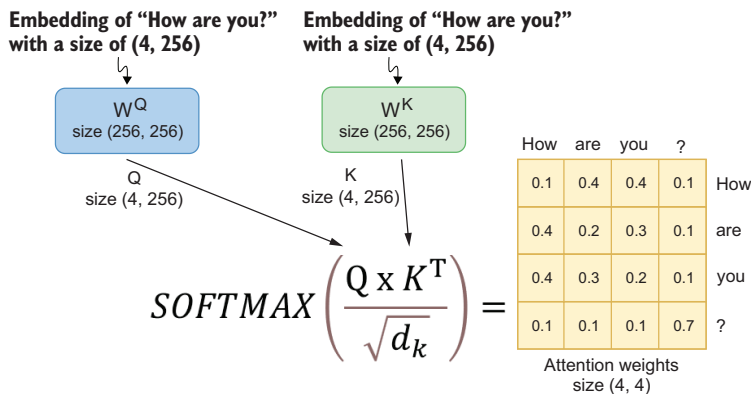 Embedding of “How are you?”
with a size of (4, 256)
Embedding of “How are you?”
with a size of (4, 256)
W^Q
size (256, 256)
W^K
size (256, 256)
Q
size (4, 256)
K
size (4, 256)
SOFTMAX(Q x K^T / √d_k) =
How are you ?
0.1 0.4 0.4 0.1 How
0.4 0.2 0.3 0.1 are
0.4 0.3 0.2 0.1 you
0.1 0.1 0.1 0.7 ?
Attention weights
size (4, 4)